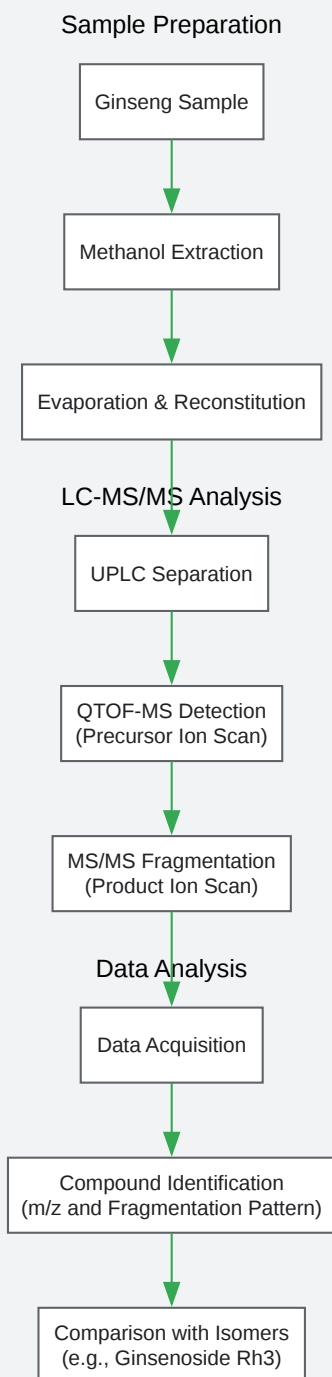 Sample Preparation
Ginseng Sample
Methanol Extraction
Evaporation & Reconstitution
LC-MS/MS Analysis
UPLC Separation
QTOF-MS Detection
(Precursor Ion Scan)
MS/MS Fragmentation
(Product Ion Scan)
Data Analysis
Data Acquisition
Compound Identification
(m/z and Fragmentation Pattern)
Comparison with Isomers
(e.g., Ginsenoside Rh3)